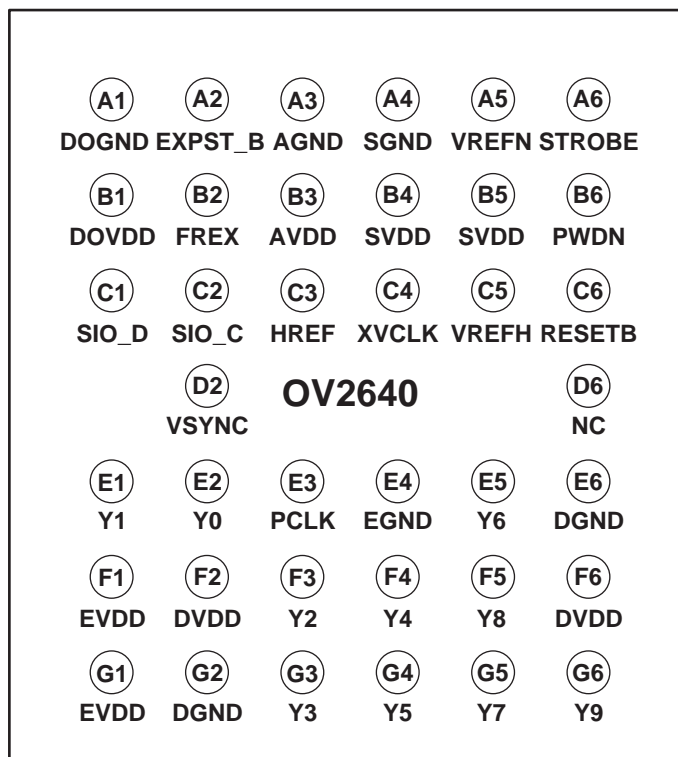 A1 A2 A3 A4 A5 A6
DOGND EXPST_B AGND SGND VREFN STROBE
B1 B2 B3 B4 B5 B6
DOVDD FREX AVDD SVDD SVDD PWDN
C1 C2 C3 C4 C5 C6
SIO_D SIO_C HREF XVCLK VREFH RESETB
D2 OV2640 D6
VSYNC NC
E1 E2 E3 E4 E5 E6
Y1 Y0 PCLK EGND Y6 DGND
F1 F2 F3 F4 F5 F6
EVDD DVDD Y2 Y4 Y8 DVDD
G1 G2 G3 G4 G5 G6
EVDD DGND Y3 Y5 Y7 Y9